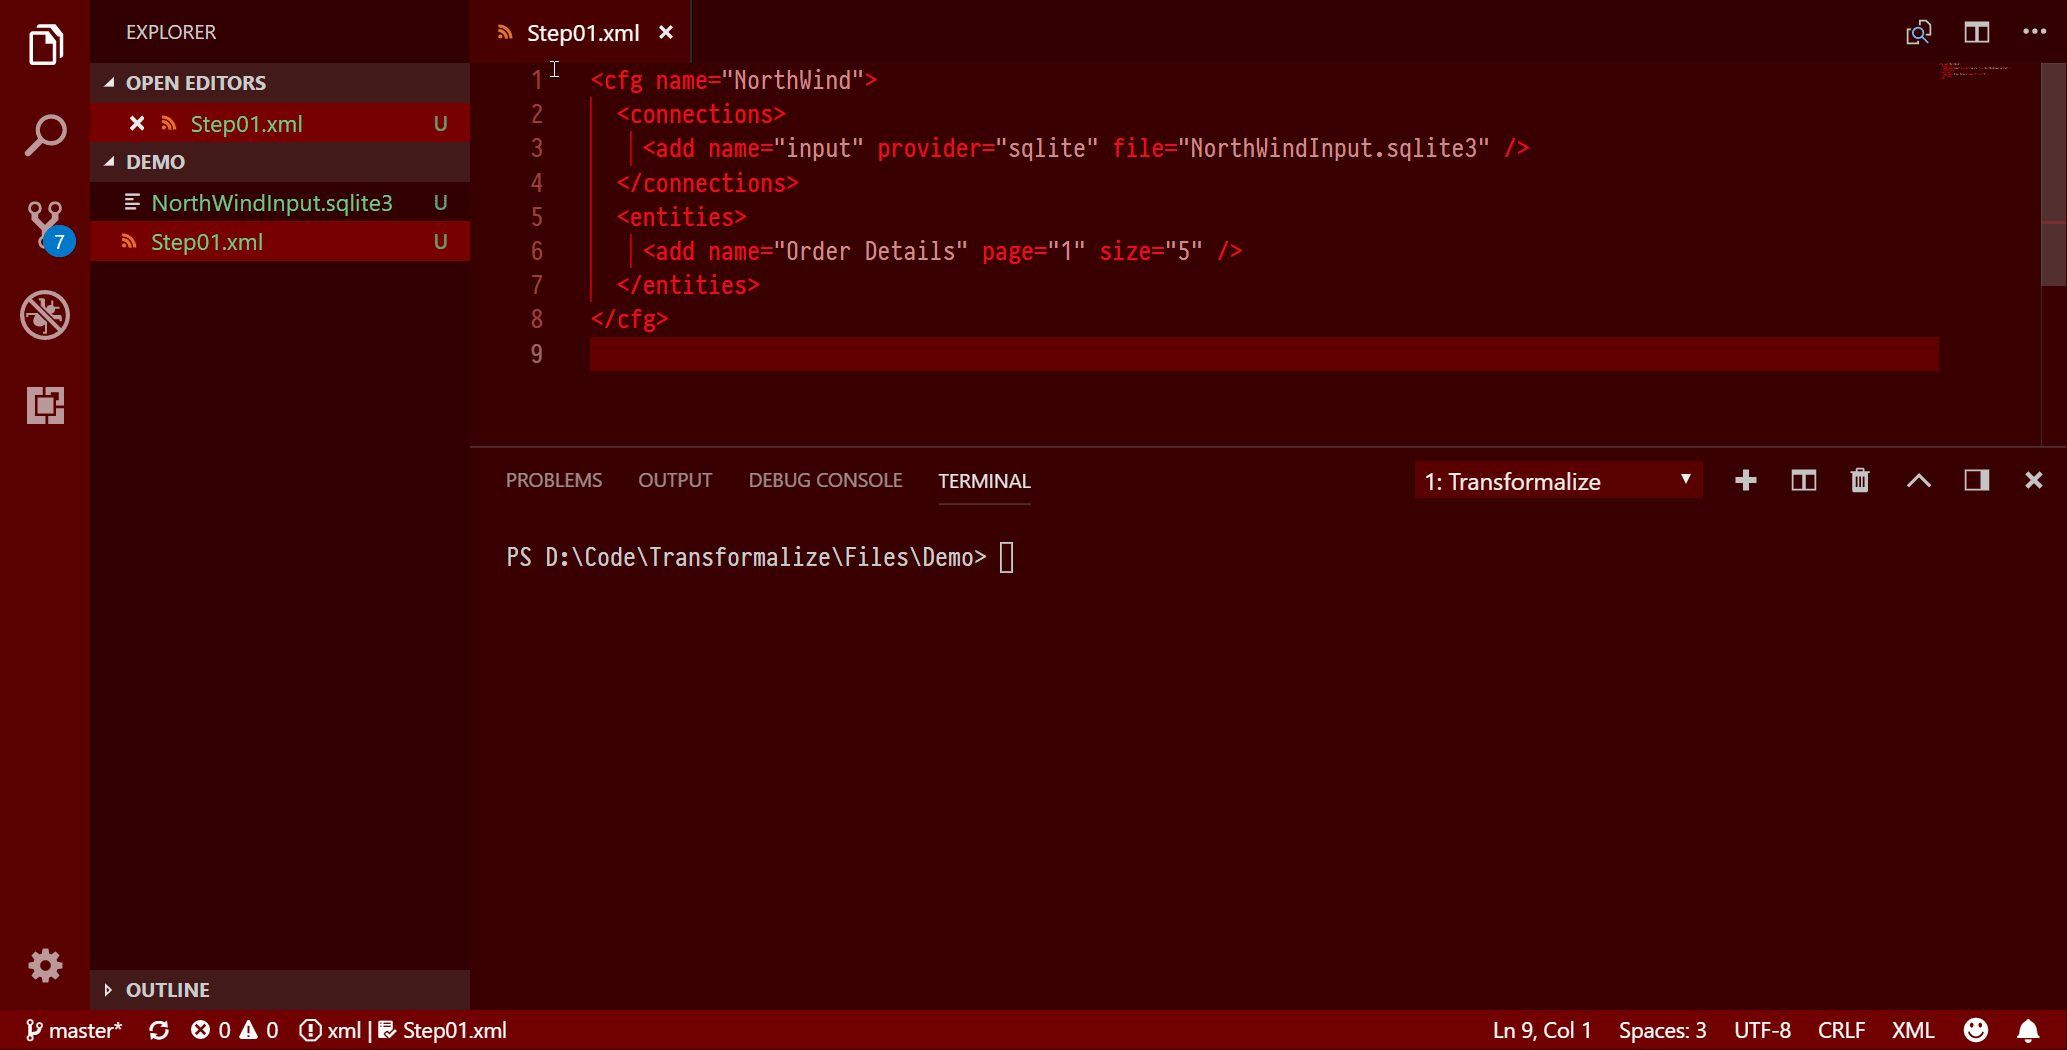 EXPLORER
OPEN EDITORS
Step01.xml U
DEMO
NorthWindInput.sqlite3 U
Step01.xml U
7
OUTLINE
Step01.xml
1 <cfg name="NorthWind">
2 <connections>
3 <add name="input" provider="sqlite" file="NorthWindInput.sqlite3" />
4 </connections>
5 <entities>
6 <add name="Order Details" page="1" size="5" />
7 </entities>
8 </cfg>
9
PROBLEMS OUTPUT DEBUG CONSOLE TERMINAL 1: Transformalize
PS D:\Code\Transformalize\Files\Demo>
master* 0 0 xml | Step01.xml Ln 9, Col 1 Spaces: 3 UTF-8 CRLF XML